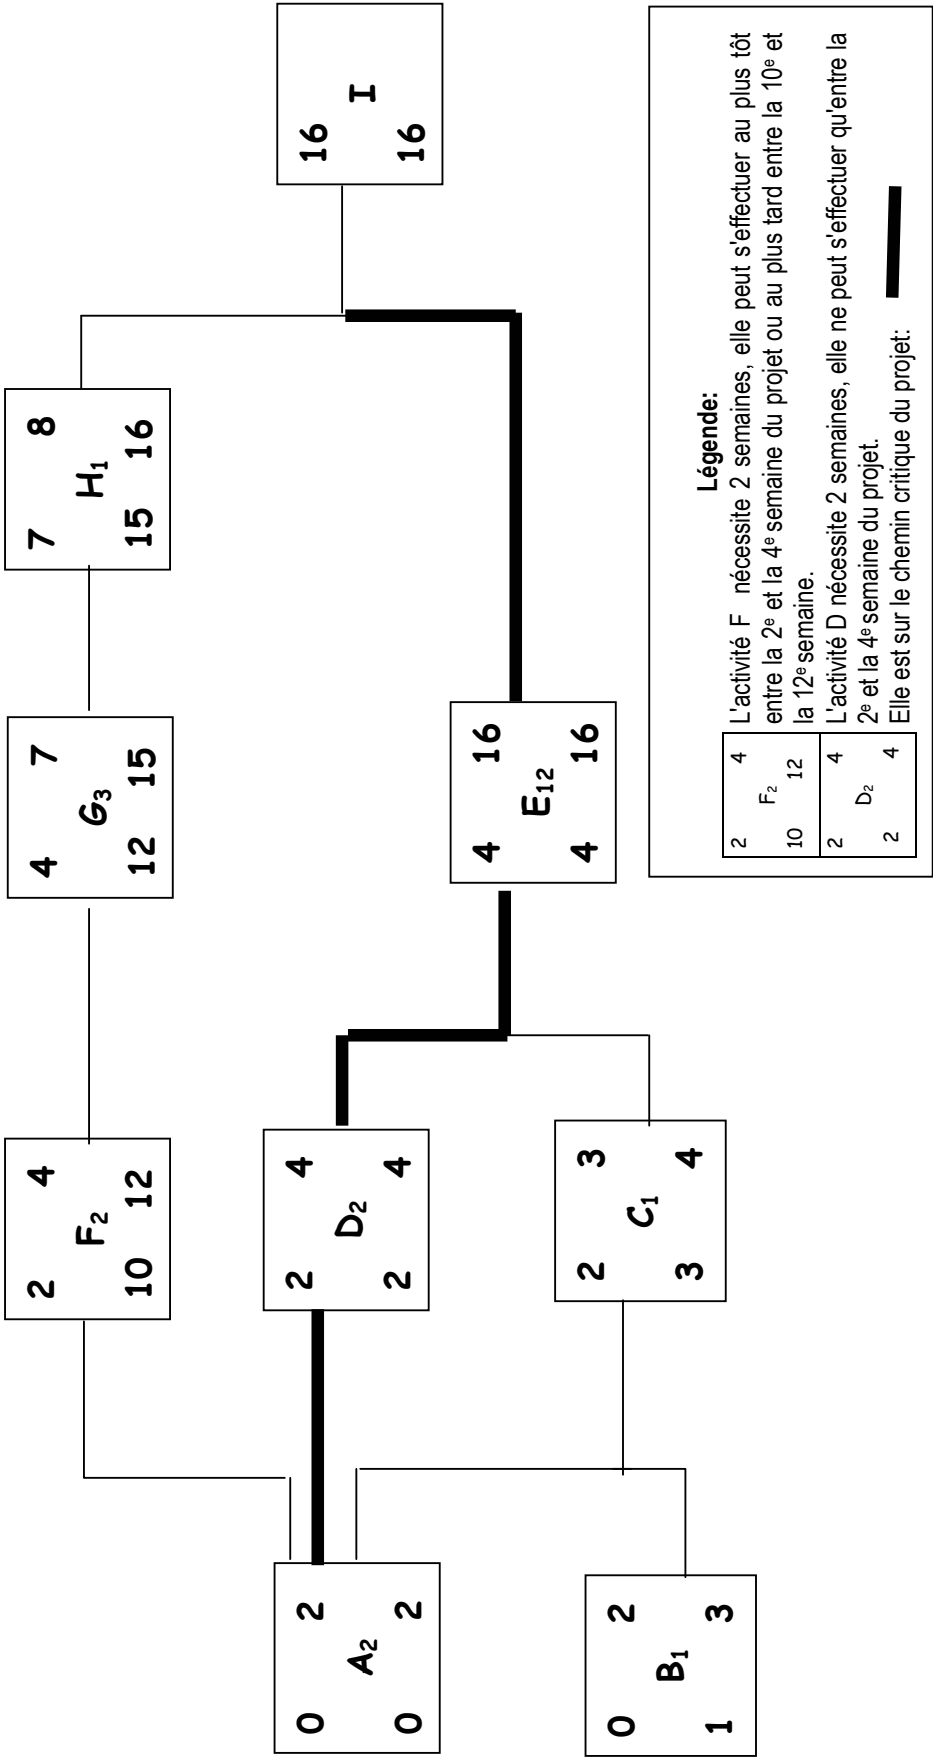 2 4
F₂
10 12
4 7
G₃
12 15
7 8
H₁
15 16
0 2
A₂
0 2
2 4
D₂
2 4
16
I
16
4 16
E₁₂
4 16
0 2
B₁
1 3
2 3
C₁
3 4
Légende:
2 4
F₂
10 12
L'activité F nécessite 2 semaines, elle peut s'effectuer au plus tôt
entre la 2ᵉ et la 4ᵉ semaine du projet ou au plus tard entre la 10ᵉ et
la 12ᵉ semaine.
2 4
D₂
2 4
L'activité D nécessite 2 semaines, elle ne peut s'effectuer qu'entre la
2ᵉ et la 4ᵉ semaine du projet.
Elle est sur le chemin critique du projet: